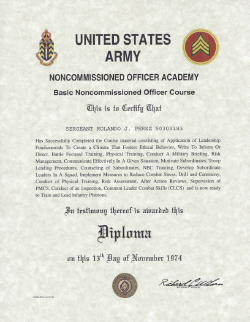 UNITED STATES
ARMY
NONCOMMISSIONED OFFICER ACADEMY
Basic Noncommissioned Officer Course
This is to Certify That
SERGEANT ROLANDO J. PEREZ
Has Successfully Completed the Course material consisting of Application of Leadership
Fundamentals To Create a Climate That Fosters Ethical Behavior, Write To Inform Or
Direct, Battle Focused Training, Physical Training, Conduct A Military Briefing, Risk
Management, Communicate Effectively In A Given Situation, Motivate Subordinates, Troop
Leading Procedures, Counseling of Subordinates, NBC Training, Develop Subordinate
Leaders In A Squad, Implement Measures to Reduce Combat Stress, Drill and Ceremony,
Conduct of Physical Training, Risk Assessment, After Action Reviews, Supervision of
PMCS, Conduct of an Inspection, Common Leader Combat Skills (CLCS) and is now ready
to Train and Lead Infantry Platoons.
In testimony thereof is awarded this
Diploma
on this 13th Day of November 1974